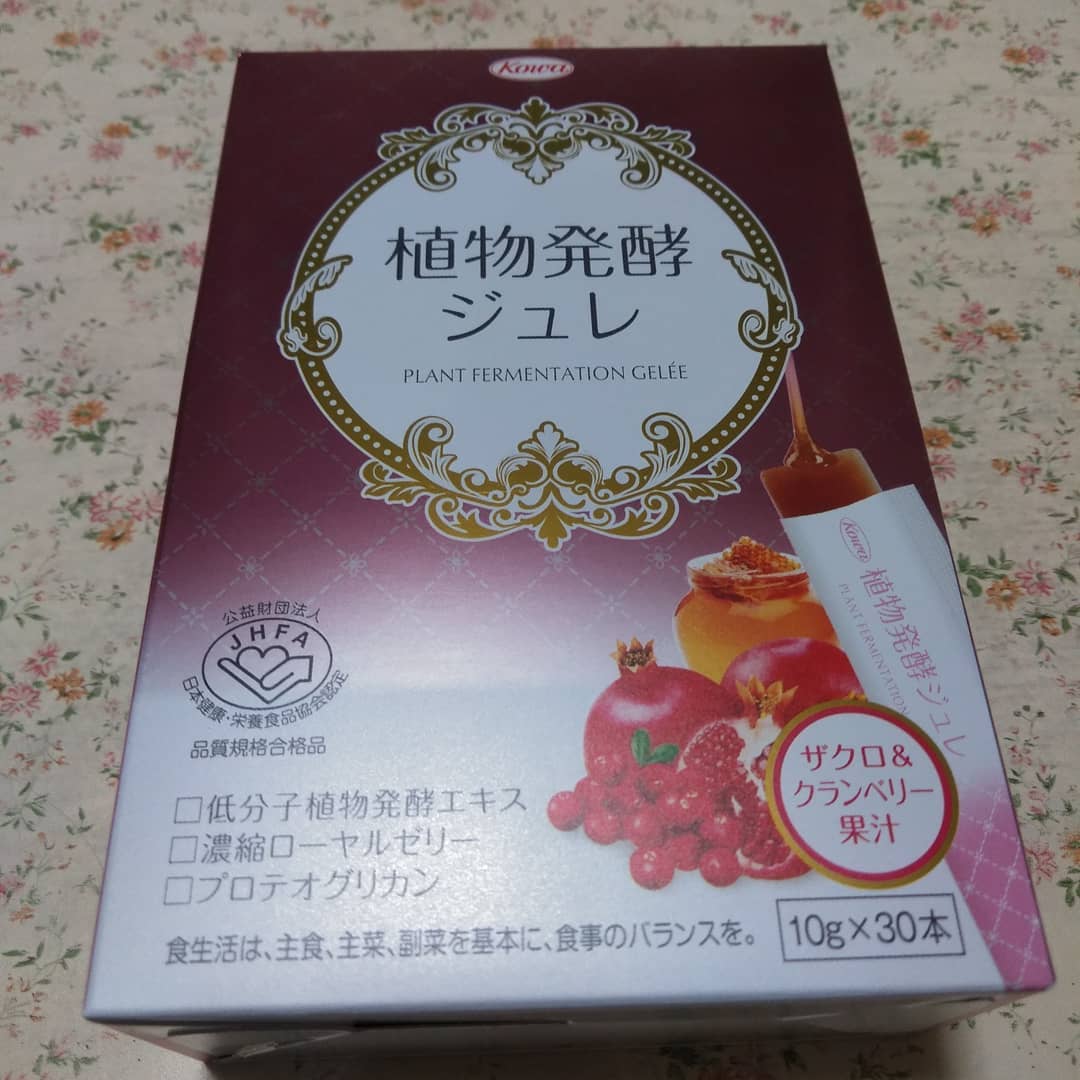 Kowa
植物発酵
ジュレ
PLANT FERMENTATION GELÉE
Kowa
植物発酵ジュレ
PLANT FERMENTATION
公益財団法人
JHFA
日本健康・栄養食品協会認定
品質規格合格品
ザクロ&
クランベリー
果汁
□低分子植物発酵エキス
□濃縮ローヤルゼリー
□プロテオグリカン
10g×30本
食生活は、主食、主菜、副菜を基本に、食事のバランスを。